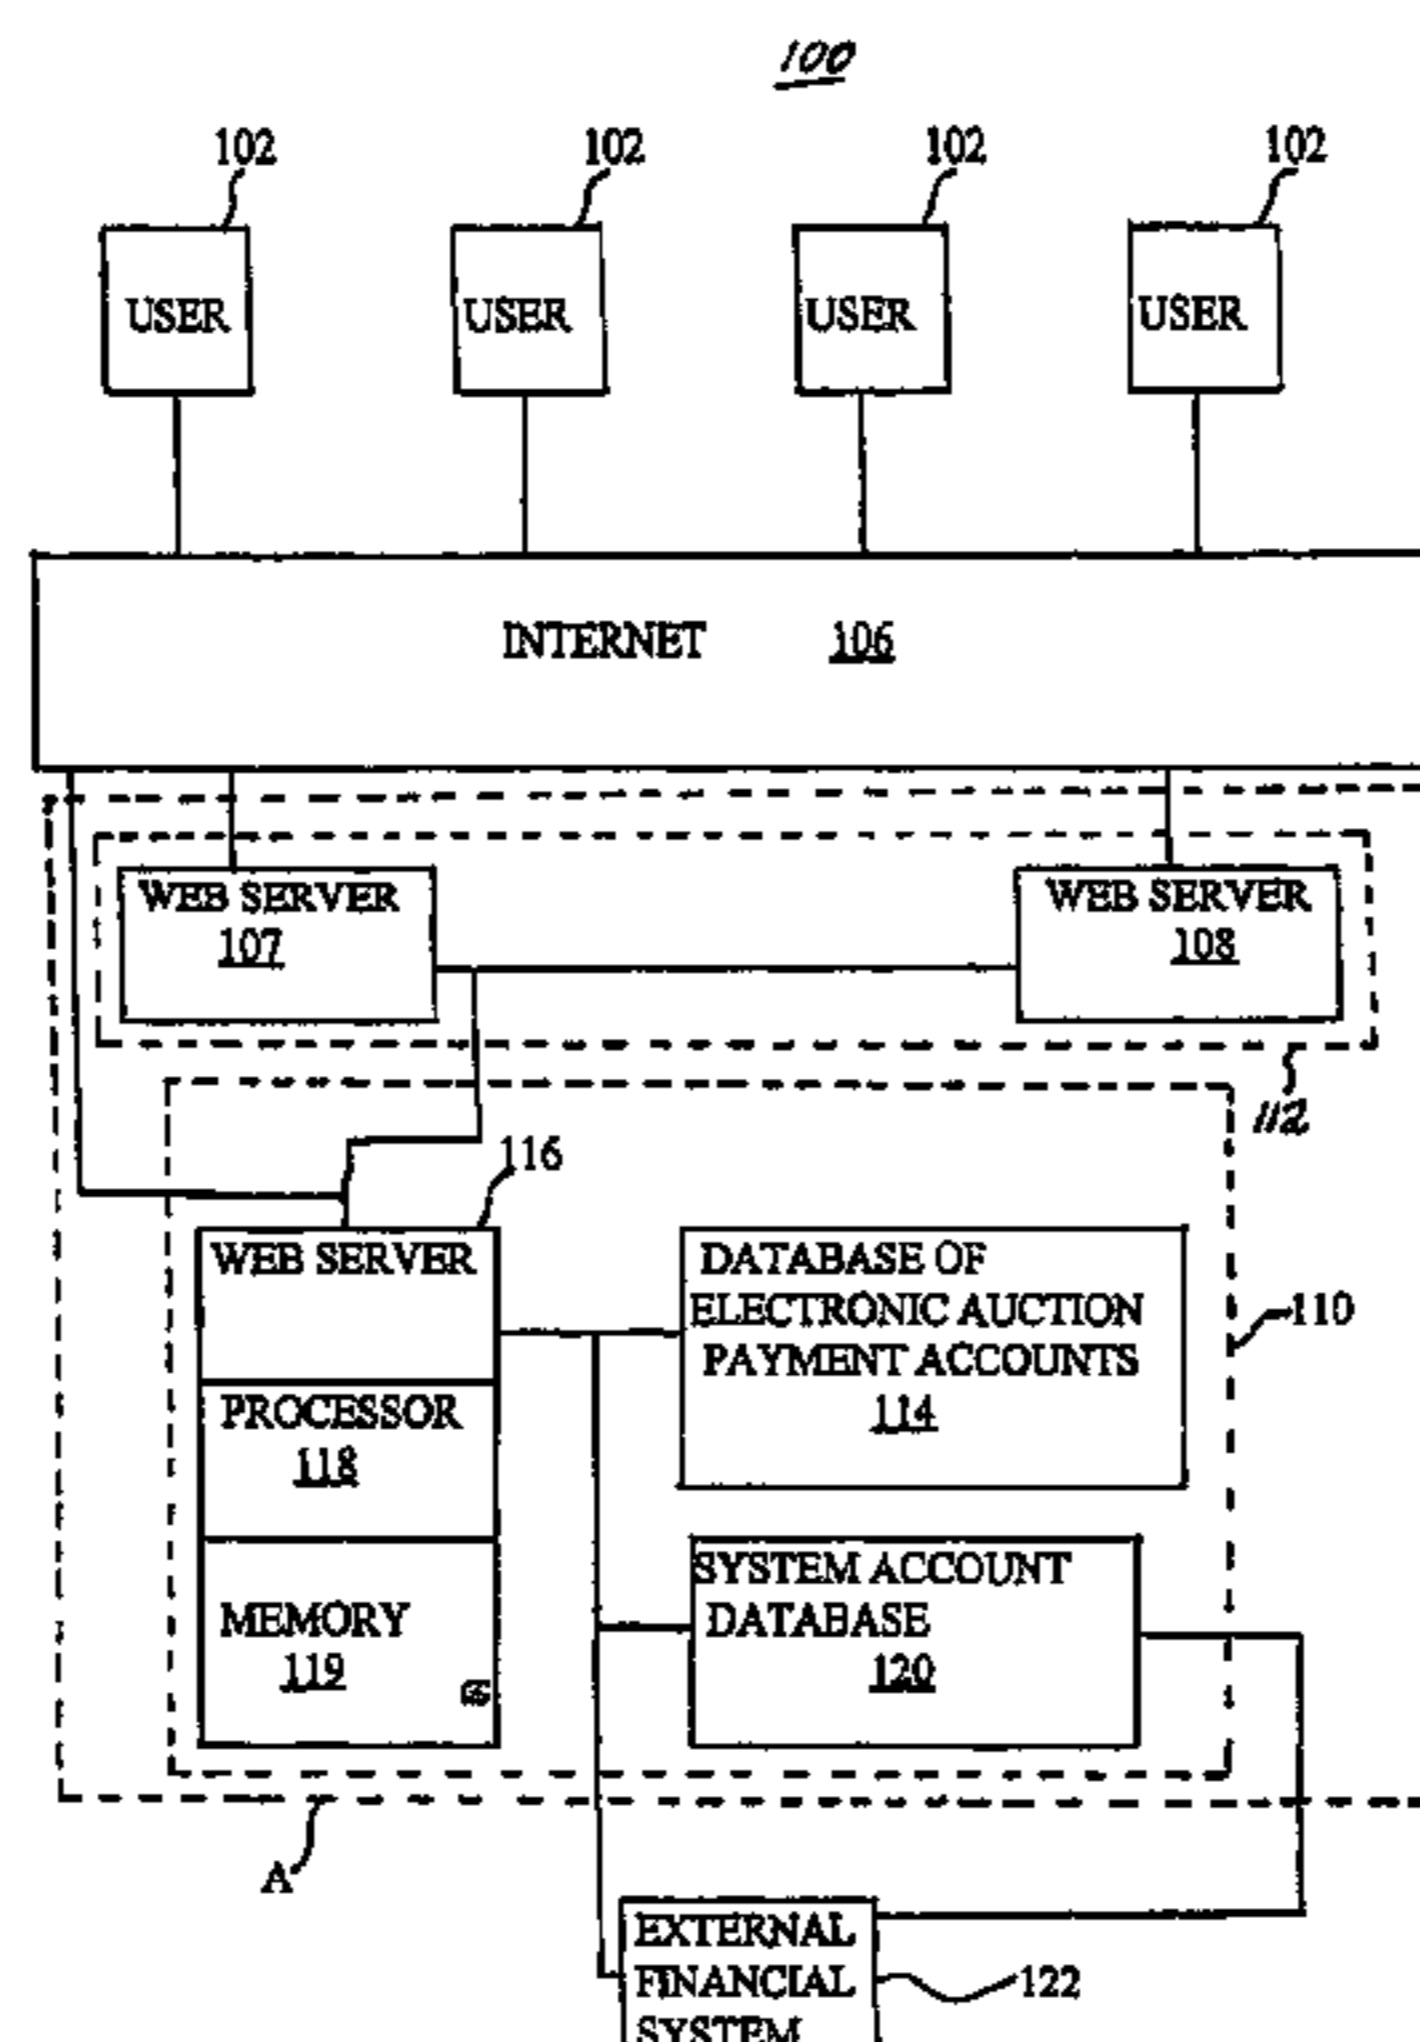 100
102 102 102 102
USER USER USER USER
INTERNET 106
WEB SERVER
107
WEB SERVER
108
112
116
WEB SERVER
PROCESSOR
118
MEMORY
119
DATABASE OF
ELECTRONIC AUCTION
PAYMENT ACCOUNTS
114
110
SYSTEM ACCOUNT
DATABASE
120
A
EXTERNAL
FINANCIAL
SYSTEM
122